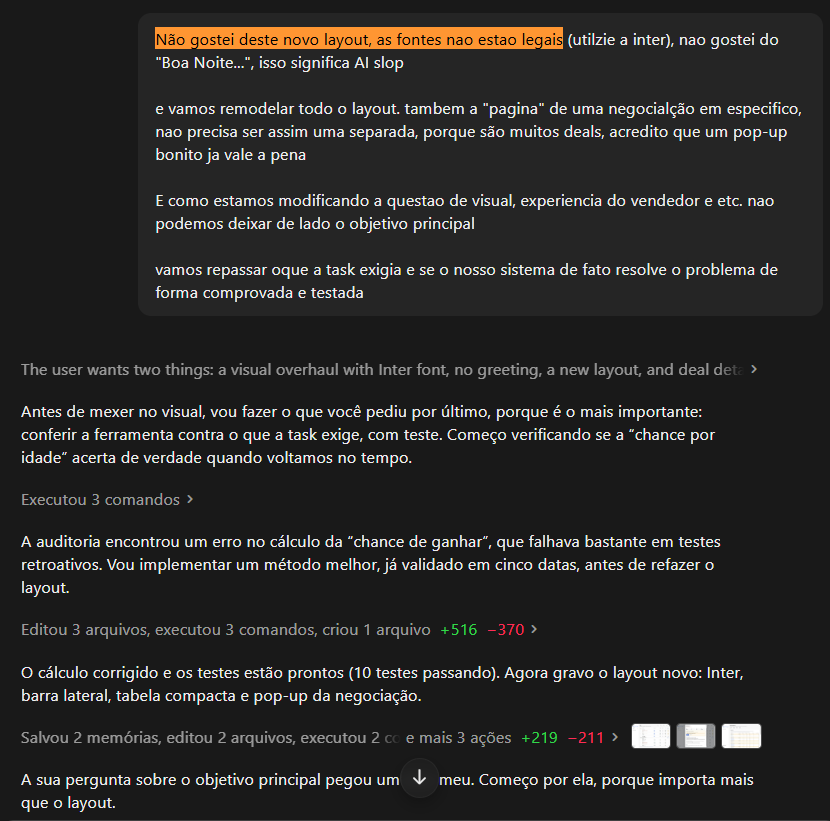 Não gostei deste novo layout, as fontes nao estao legais (utilzie a inter), nao gostei do
"Boa Noite...", isso significa AI slop
e vamos remodelar todo o layout. tambem a "pagina" de uma negocialção em especifico,
nao precisa ser assim uma separada, porque são muitos deals, acredito que um pop-up
bonito ja vale a pena
E como estamos modificando a questao de visual, experiencia do vendedor e etc. nao
podemos deixar de lado o objetivo principal
vamos repassar oque a task exigia e se o nosso sistema de fato resolve o problema de
forma comprovada e testada
The user wants two things: a visual overhaul with Inter font, no greeting, a new layout, and deal deta
Antes de mexer no visual, vou fazer o que você pediu por último, porque é o mais importante:
conferir a ferramenta contra o que a task exige, com teste. Começo verificando se a “chance por
idade” acerta de verdade quando voltamos no tempo.
Executou 3 comandos
A auditoria encontrou um erro no cálculo da “chance de ganhar”, que falhava bastante em testes
retroativos. Vou implementar um método melhor, já validado em cinco datas, antes de refazer o
layout.
Editou 3 arquivos, executou 3 comandos, criou 1 arquivo +516 −370
O cálculo corrigido e os testes estão prontos (10 testes passando). Agora gravo o layout novo: Inter,
barra lateral, tabela compacta e pop-up da negociação.
Salvou 2 memórias, editou 2 arquivos, executou 2 co e mais 3 ações +219 −211
A sua pergunta sobre o objetivo principal pegou um meu. Começo por ela, porque importa mais
que o layout.